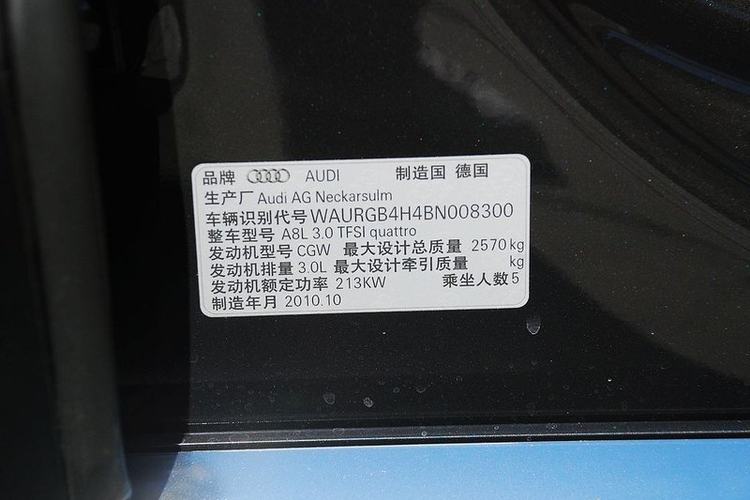 品牌 AUDI 制造国 德国
生产厂 Audi AG Neckarsulm
车辆识别代号 WAURGB4H4BN008300
整车型号 A8L 3.0 TFSI quattro
发动机型号 CGW 最大设计总质量 2570 kg
发动机排量 3.0L 最大设计牵引质量 kg
发动机额定功率 213KW 乘坐人数 5
制造年月 2010.10